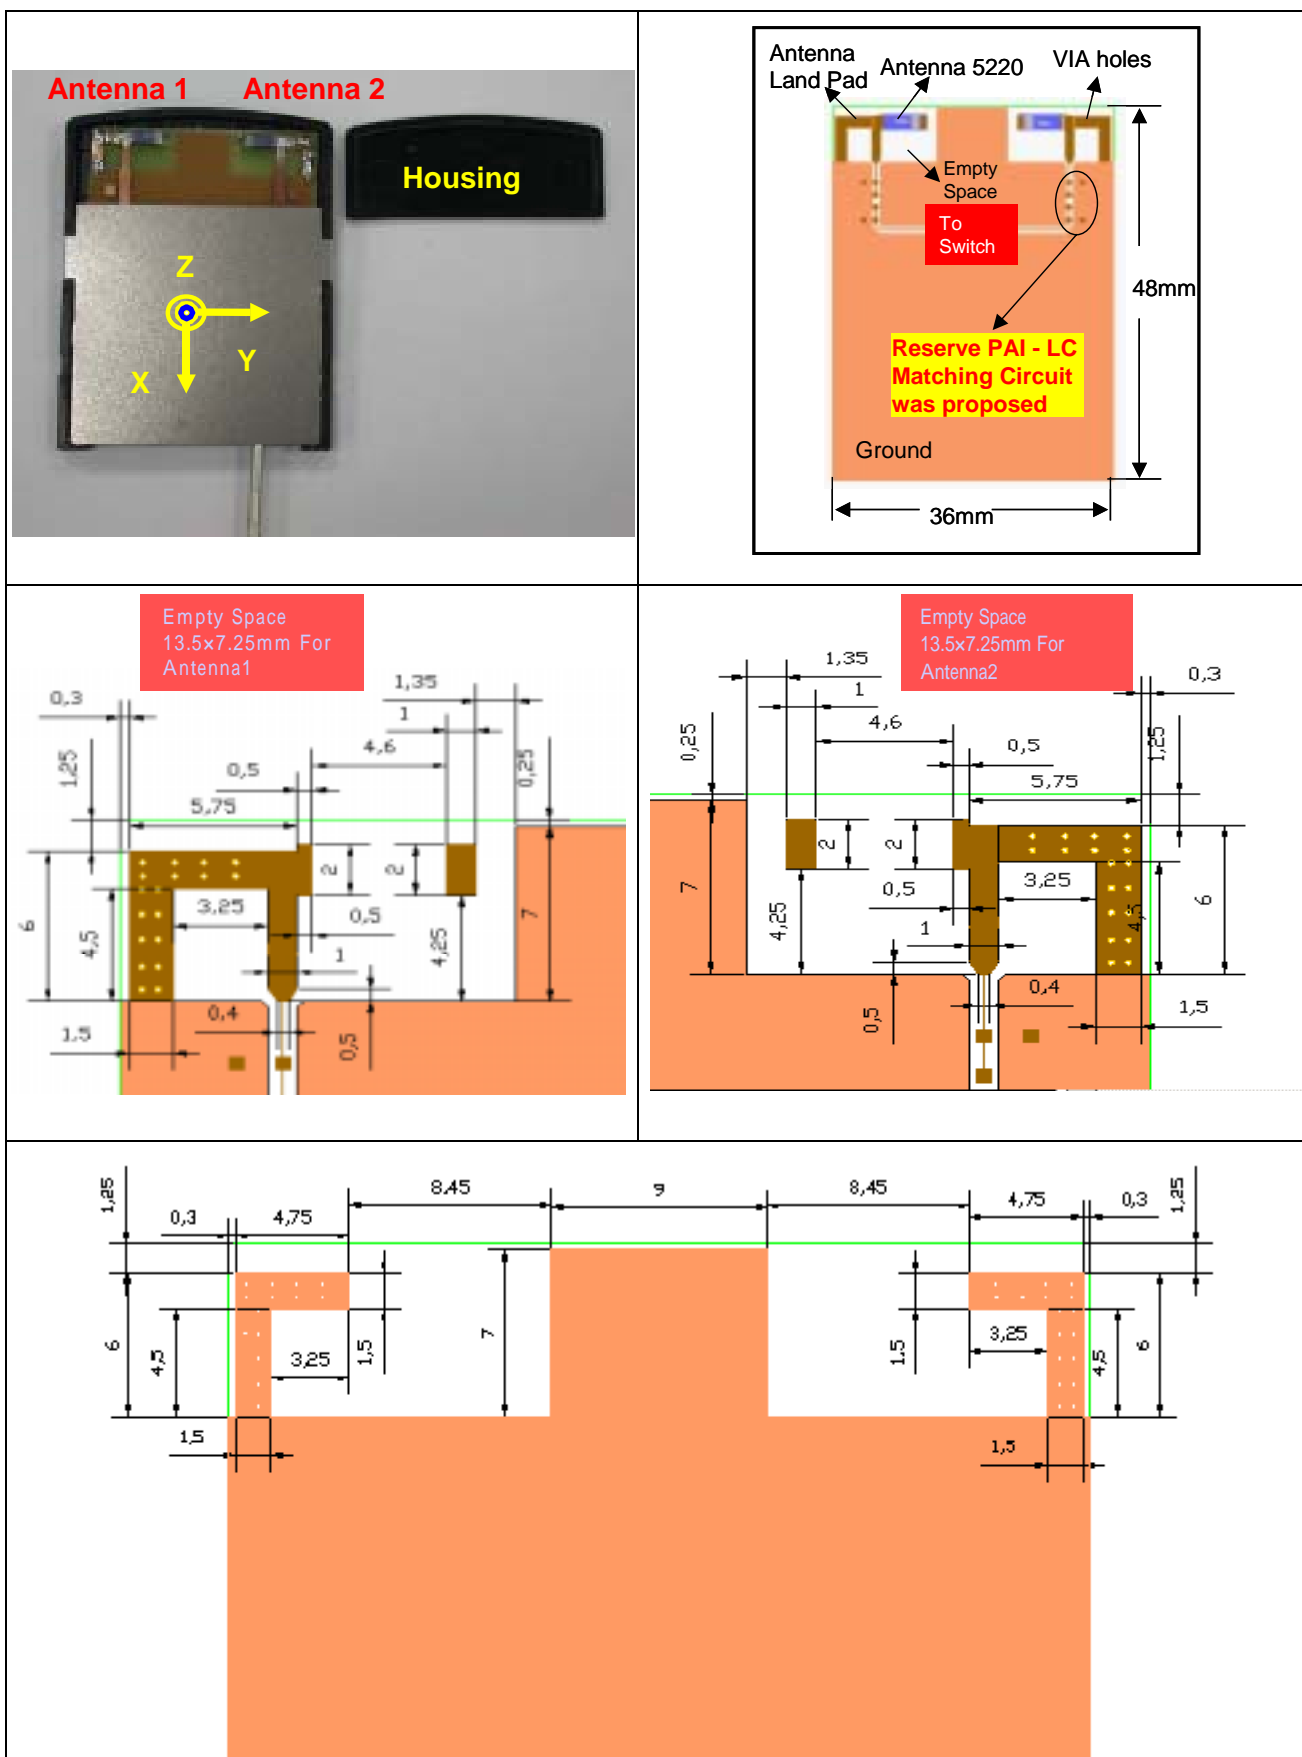 Antenna 1
Antenna 2
Housing
Z
Y
X
Antenna
Land Pad
Antenna 5220
VIA holes
Empty
Space
To
Switch
48mm
Reserve PAI - LC
Matching Circuit
was proposed
Ground
36mm
Empty Space
13.5×7.25mm For
Antenna1
0,3
1,25
5,75
0,5
4,6
1
1,35
0,25
6
4,5
3,25
2
2
0,5
1
4,25
7
0,4
0,5
1,5
Empty Space
13.5×7.25mm For
Antenna2
1,35
1
4,6
0,25
0,5
5,75
0,3
1,25
7
2
2
4,25
0,5
1
3,25
4,5
6
0,5
0,4
1,5
1,25
0,3
4,75
8,45
9
8,45
4,75
0,3
1,25
6
4,5
3,25
1,5
7
1,5
3,25
4,5
6
1,5
1,5